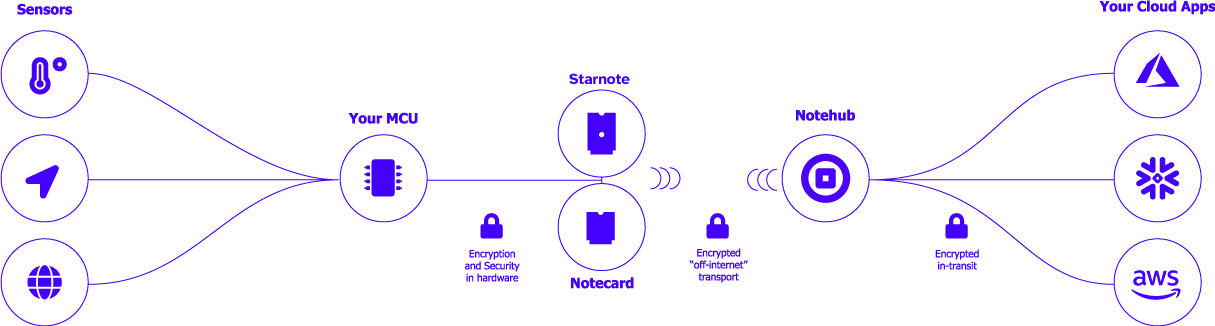 Sensors
Your MCU
Starnote
Notecard
Notehub
Your Cloud Apps
Encryption
and Security
in hardware
Encrypted
“off-internet”
transport
Encrypted
in-transit
aws